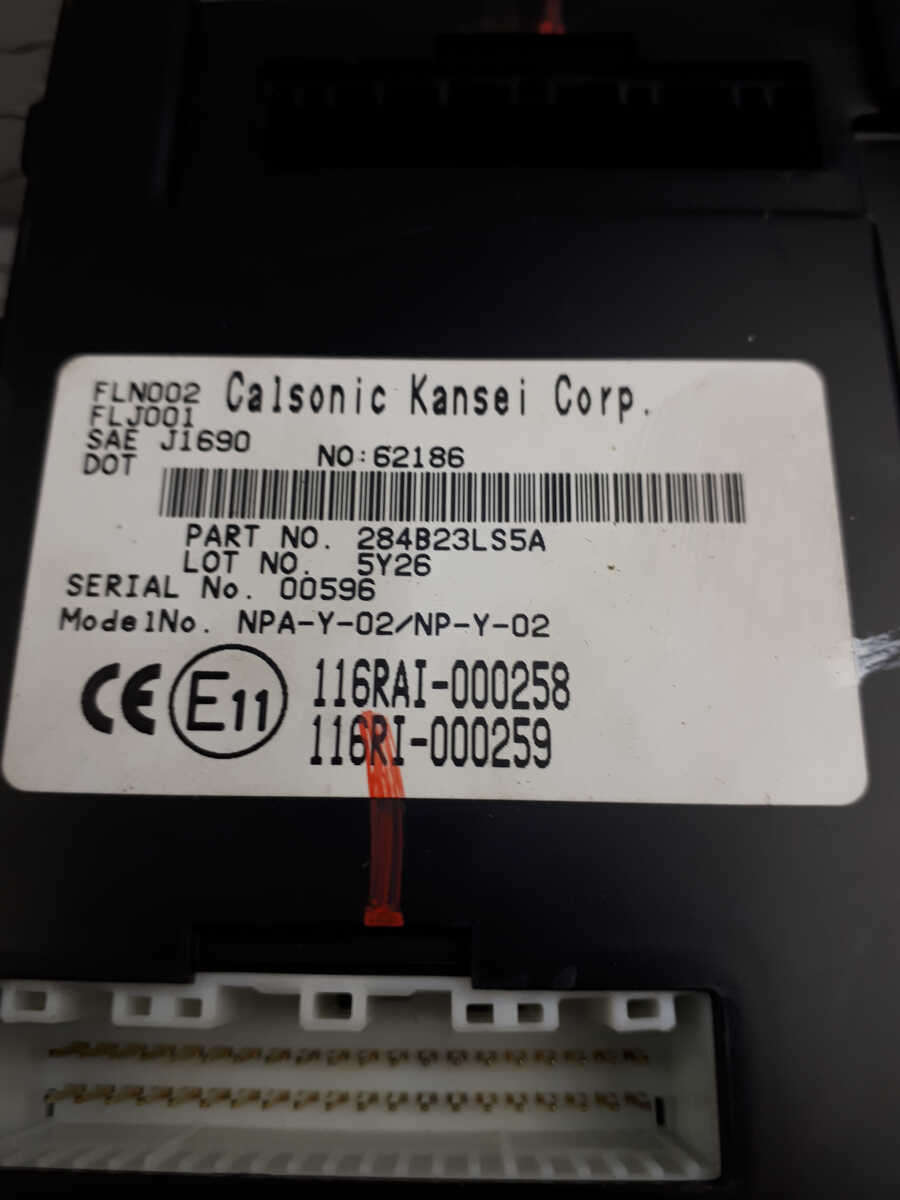 FLN002 Calsonic Kansei Corp.
FLJ001
SAE J1690
DOT NO:62186
PART NO. 284B23LS5A
LOT NO. 5Y26
SERIAL No. 00596
ModelNo. NPA-Y-02/NP-Y-02
CE E11 116RAI-000258
116RI-000259